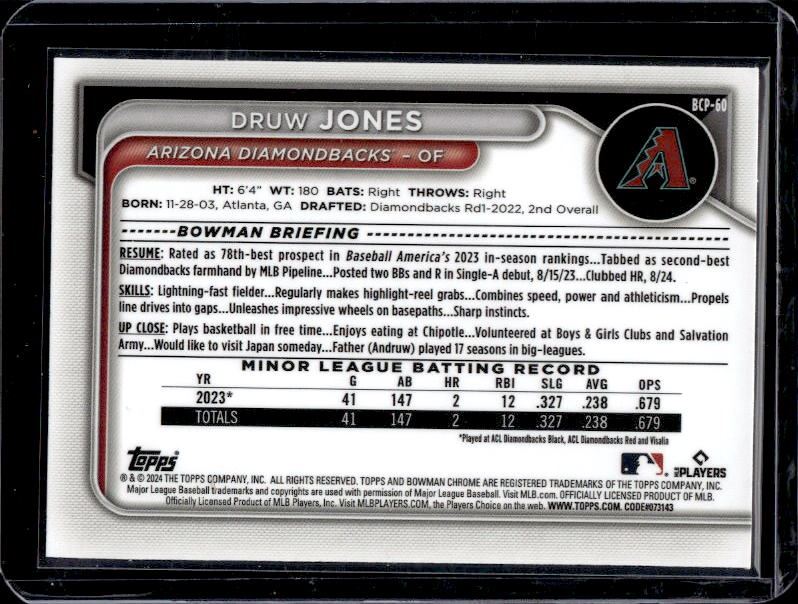 BCP-60
DRUW JONES
ARIZONA DIAMONDBACKS® – OF
HT: 6'4" WT: 180 BATS: Right THROWS: Right
BORN: 11-28-03, Atlanta, GA DRAFTED: Diamondbacks Rd1-2022, 2nd Overall
BOWMAN BRIEFING
RESUME: Rated as 78th-best prospect in Baseball America's 2023 in-season rankings...Tabbed as second-best
Diamondbacks farmhand by MLB Pipeline...Posted two BBs and R in Single-A debut, 8/15/23...Clubbed HR, 8/24.
SKILLS: Lightning-fast fielder...Regularly makes highlight-reel grabs...Combines speed, power and athleticism...Propels
line drives into gaps...Unleashes impressive wheels on basepaths...Sharp instincts.
UP CLOSE: Plays basketball in free time...Enjoys eating at Chipotle...Volunteered at Boys & Girls Clubs and Salvation
Army...Would like to visit Japan someday...Father (Andruw) played 17 seasons in big-leagues.
MINOR LEAGUE BATTING RECORD
YR G AB HR RBI SLG AVG OPS
2023* 41 147 2 12 .327 .238 .679
TOTALS 41 147 2 12 .327 .238 .679
*Played at ACL Diamondbacks Black, ACL Diamondbacks Red and Visalia
Topps® MLB PLAYERS
® & © 2024 THE TOPPS COMPANY, INC. ALL RIGHTS RESERVED. TOPPS AND BOWMAN CHROME ARE REGISTERED TRADEMARKS OF THE TOPPS COMPANY, INC.
Major League Baseball trademarks and copyrights are used with permission of Major League Baseball. Visit MLB.com. OFFICIALLY LICENSED PRODUCT OF MLB.
Officially Licensed Product of MLB Players, Inc. Visit MLBPLAYERS.COM, the Players Choice on the web. WWW.TOPPS.COM. CODE#073143